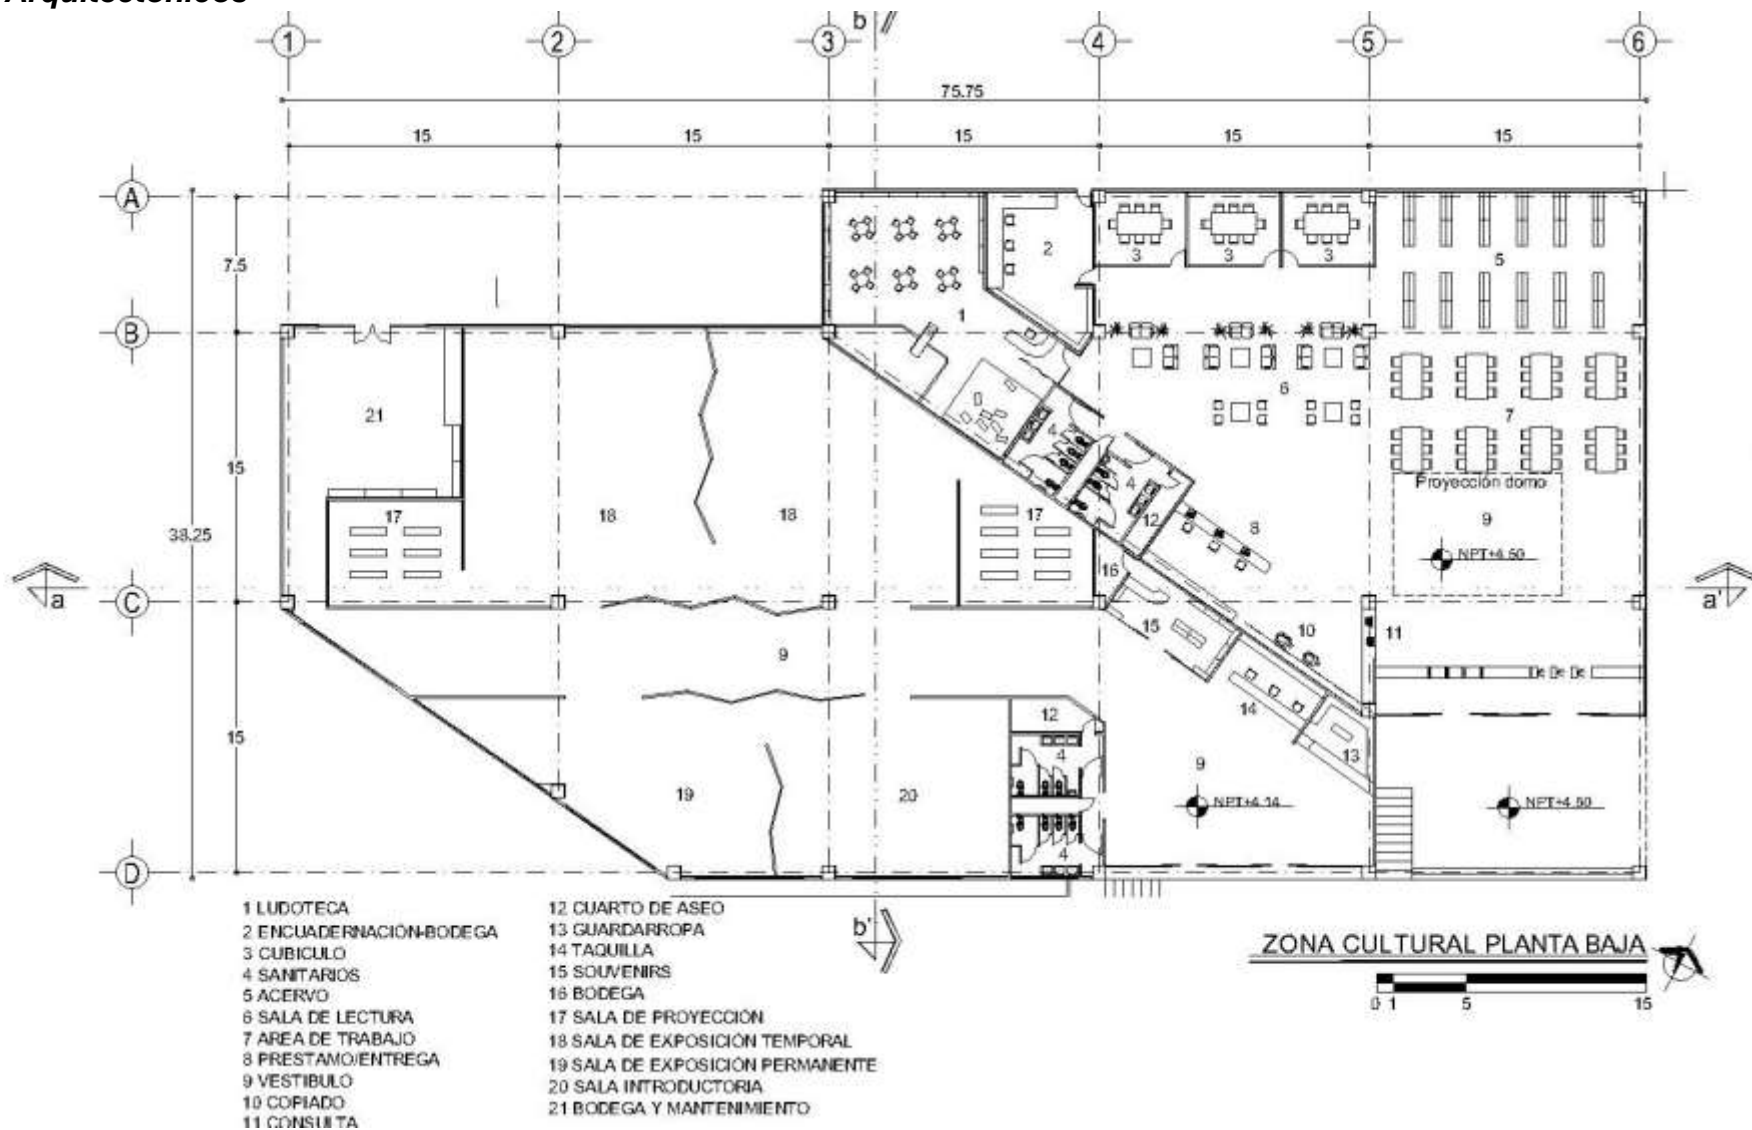 Arquitectónicos
b
1 2 3 4 5 6
75.75
15 15 15 15 15
A
7.5
2
3 3 3
5
B
1
21
6
7
4
15
17
18
18
17
4
12
8
Proyección domo
9
38.25
NPT+4.50
16
a
C
a'
15
10
11
9
12
14
15
4
9
13
19
20
NPT+4.14
NPT+4.50
4
D
1 LUDOTECA
2 ENCUADERNACIÓN-BODEGA
3 CUBICULO
4 SANITARIOS
5 ACERVO
6 SALA DE LECTURA
7 AREA DE TRABAJO
8 PRESTAMO/ENTREGA
9 VESTIBULO
10 COPIADO
11 CONSULTA
12 CUARTO DE ASEO
13 GUARDARROPA
14 TAQUILLA
15 SOUVENIRS
16 BODEGA
17 SALA DE PROYECCIÓN
18 SALA DE EXPOSICIÓN TEMPORAL
19 SALA DE EXPOSICIÓN PERMANENTE
20 SALA INTRODUCTORIA
21 BODEGA Y MANTENIMIENTO
b'
ZONA CULTURAL PLANTA BAJA
0 1 5 15